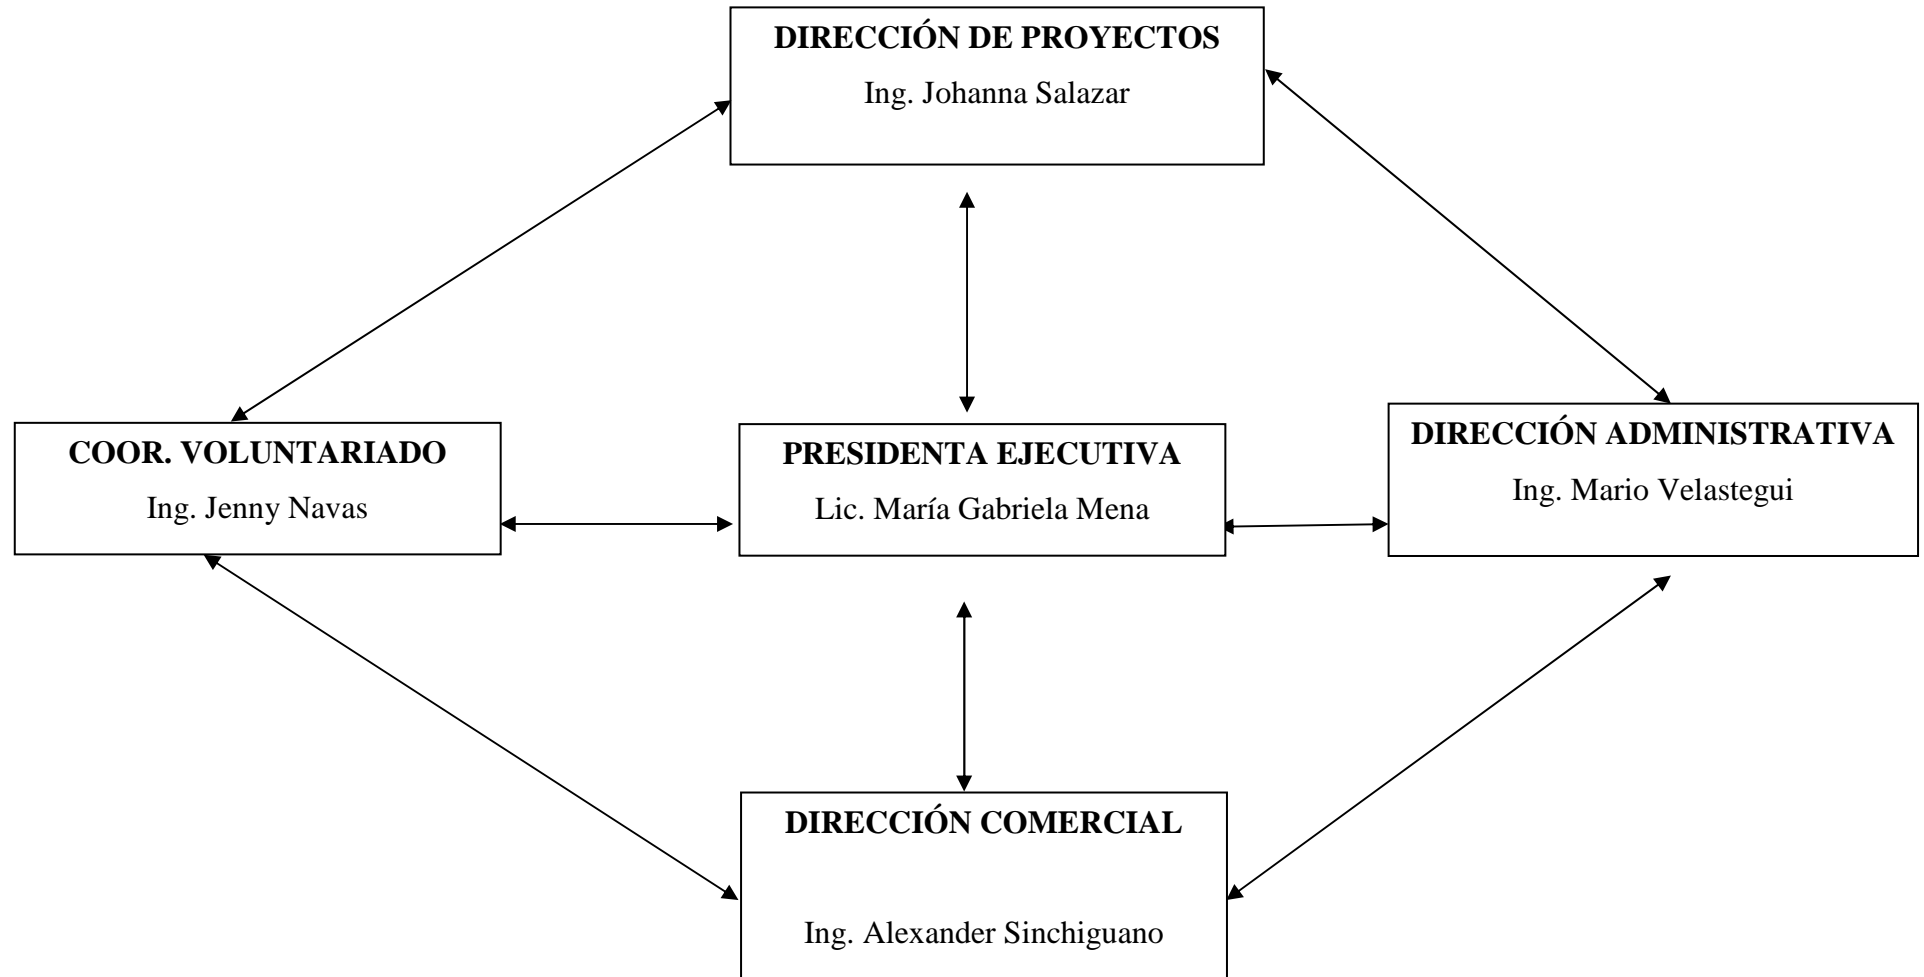 DIRECCIÓN DE PROYECTOS
Ing. Johanna Salazar
COOR. VOLUNTARIADO
Ing. Jenny Navas
PRESIDENTA EJECUTIVA
Lic. María Gabriela Mena
DIRECCIÓN ADMINISTRATIVA
Ing. Mario Velastegui
DIRECCIÓN COMERCIAL
Ing. Alexander Sinchiguano